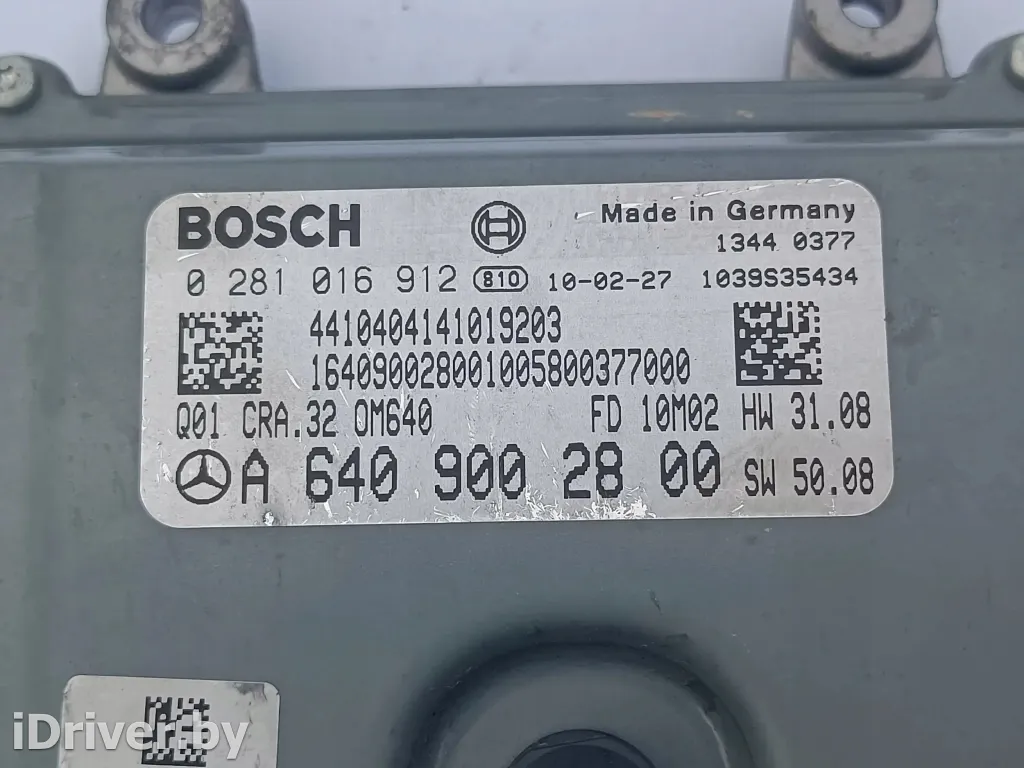 BOSCH Made in Germany
1344 0377
0 281 016 912 810 10-02-27 1039S35434
4410404141019203
164090028001005800377000
Q01 CRA.32 OM640 FD 10M02 HW 31.08
A 640 900 28 00 SW 50.08
iDriver.by